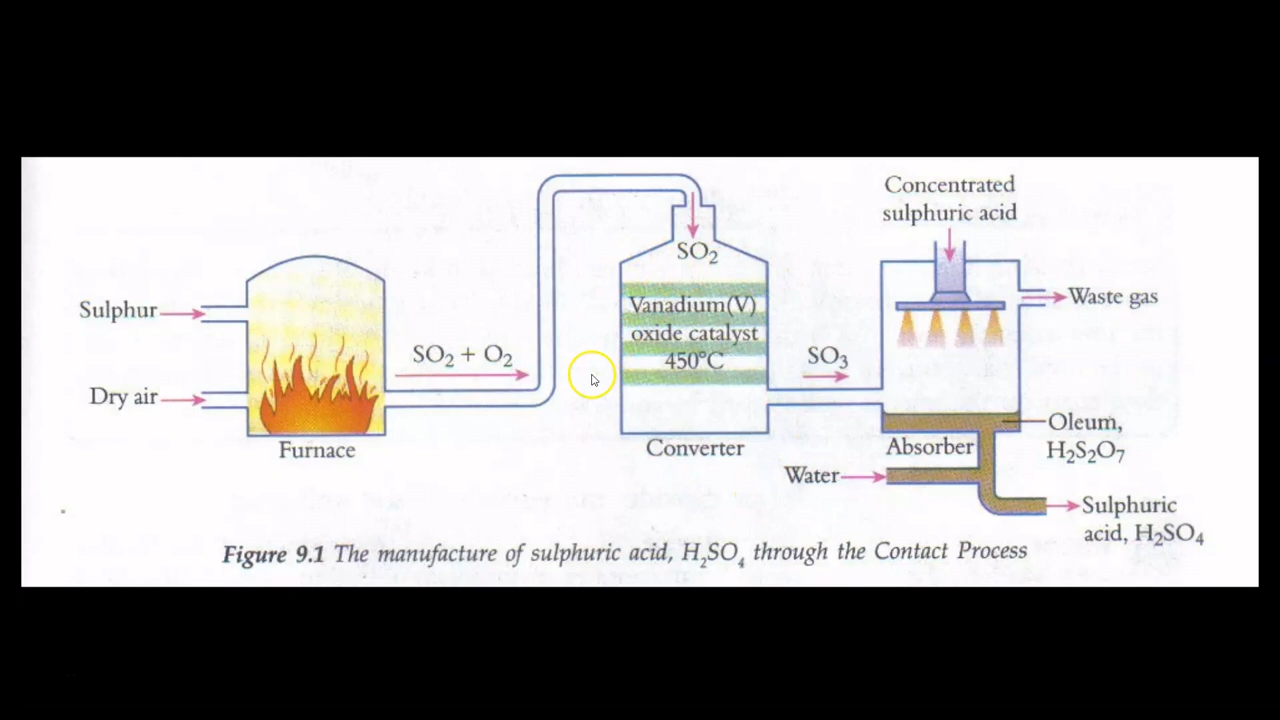 Concentrated
sulphuric acid
SO₂
Sulphur
Waste gas
Vanadium(V)
oxide catalyst
450°C
SO₂ + O₂
SO₃
Dry air
Oleum,
H₂S₂O₇
Furnace
Converter
Absorber
Water
Sulphuric
acid, H₂SO₄
Figure 9.1 The manufacture of sulphuric acid, H₂SO₄ through the Contact Process